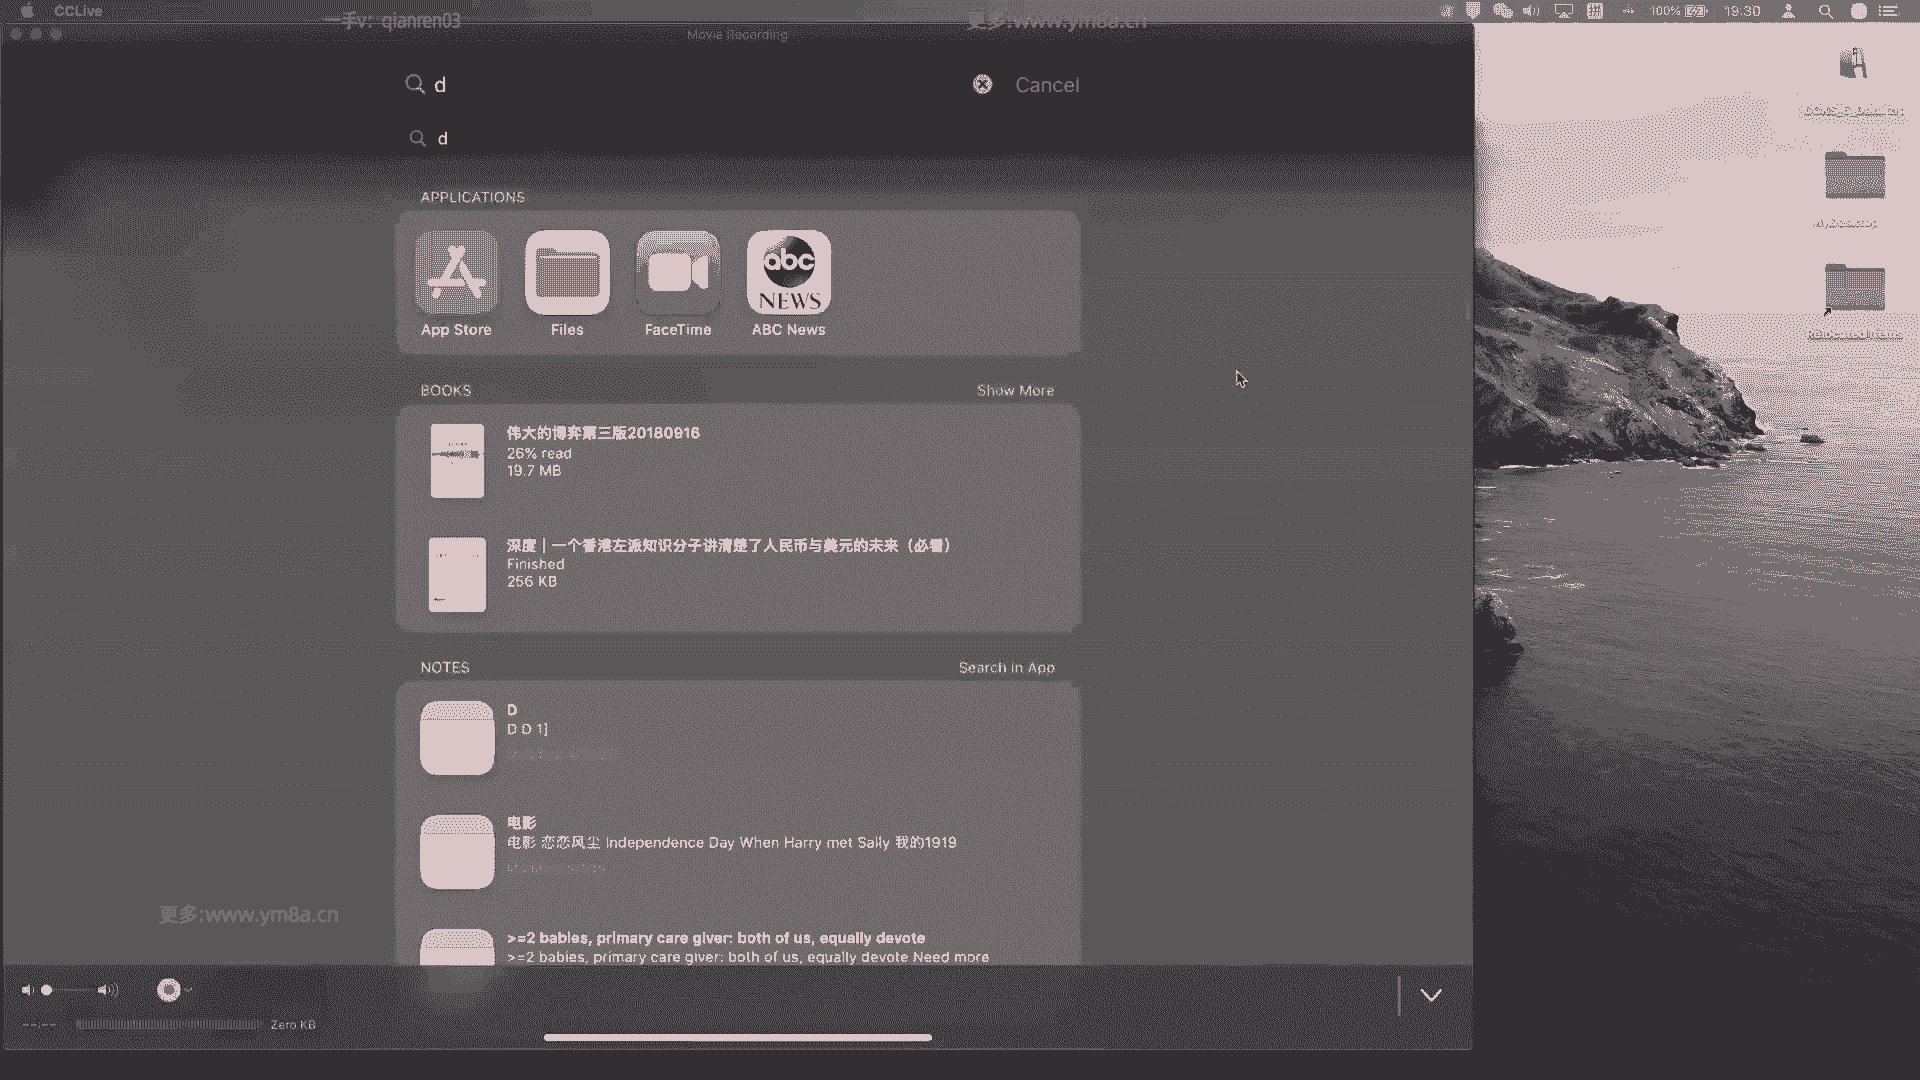 CCLive
一手v：qianren03
更多:www.ym8a.cn
100%
19:30
Movie Recording
d
Cancel
d
APPLICATIONS
abc
NEWS
App Store
Files
FaceTime
ABC News
BOOKS
Show More
伟大的博弈第三版20180916
26% read
19.7 MB
深度｜一个香港左派知识分子讲清楚了人民币与美元的未来（必看）
Finished
256 KB
NOTES
Search in App
D
D D 1]
电影
电影 恋恋风尘 Independence Day When Harry met Sally 我的1919
>=2 babies, primary care giver: both of us, equally devote
>=2 babies, primary care giver: both of us, equally devote Need more
更多:www.ym8a.cn
--:--
Zero KB
Relocated Items